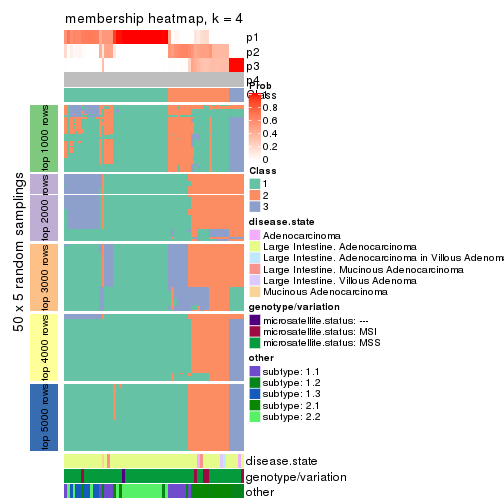 membership heatmap, k = 4
p1
p2
p3
p4
Class
Prob
0.8
0.6
0.4
0.2
0
Class
1
2
3
disease.state
Adenocarcinoma
Large Intestine. Adenocarcinoma
Large Intestine. Adenocarcinoma in Villous Adenom
Large Intestine. Mucinous Adenocarcinoma
Large Intestine. Villous Adenoma
Mucinous Adenocarcinoma
genotype/variation
microsatellite.status: ---
microsatellite.status: MSI
microsatellite.status: MSS
other
subtype: 1.1
subtype: 1.2
subtype: 1.3
subtype: 2.1
subtype: 2.2
50 x 5 random samplings
top 1000 rows
top 2000 rows
top 3000 rows
top 4000 rows
top 5000 rows
disease.state
genotype/variation
other